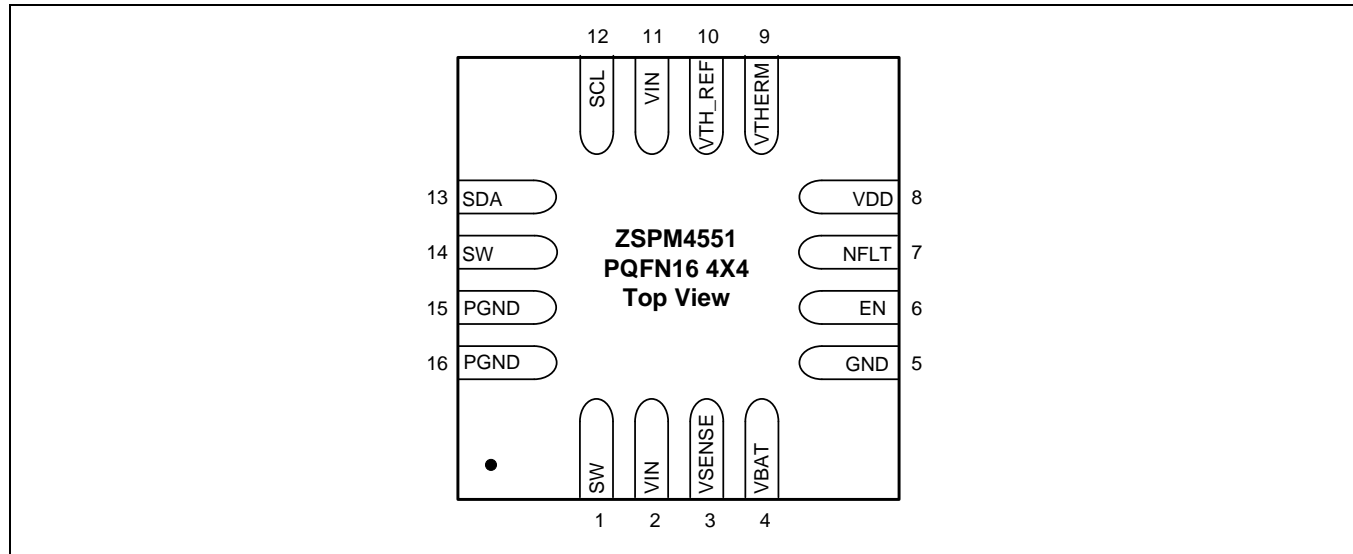 12 11 10 9
SCL VIN VTH_REF VTHERM
13 SDA
VDD 8
14 SW
NFLT 7
15 PGND
EN 6
16 PGND
GND 5
ZSPM4551
PQFN16 4X4
Top View
SW VIN VSENSE VBAT
1 2 3 4